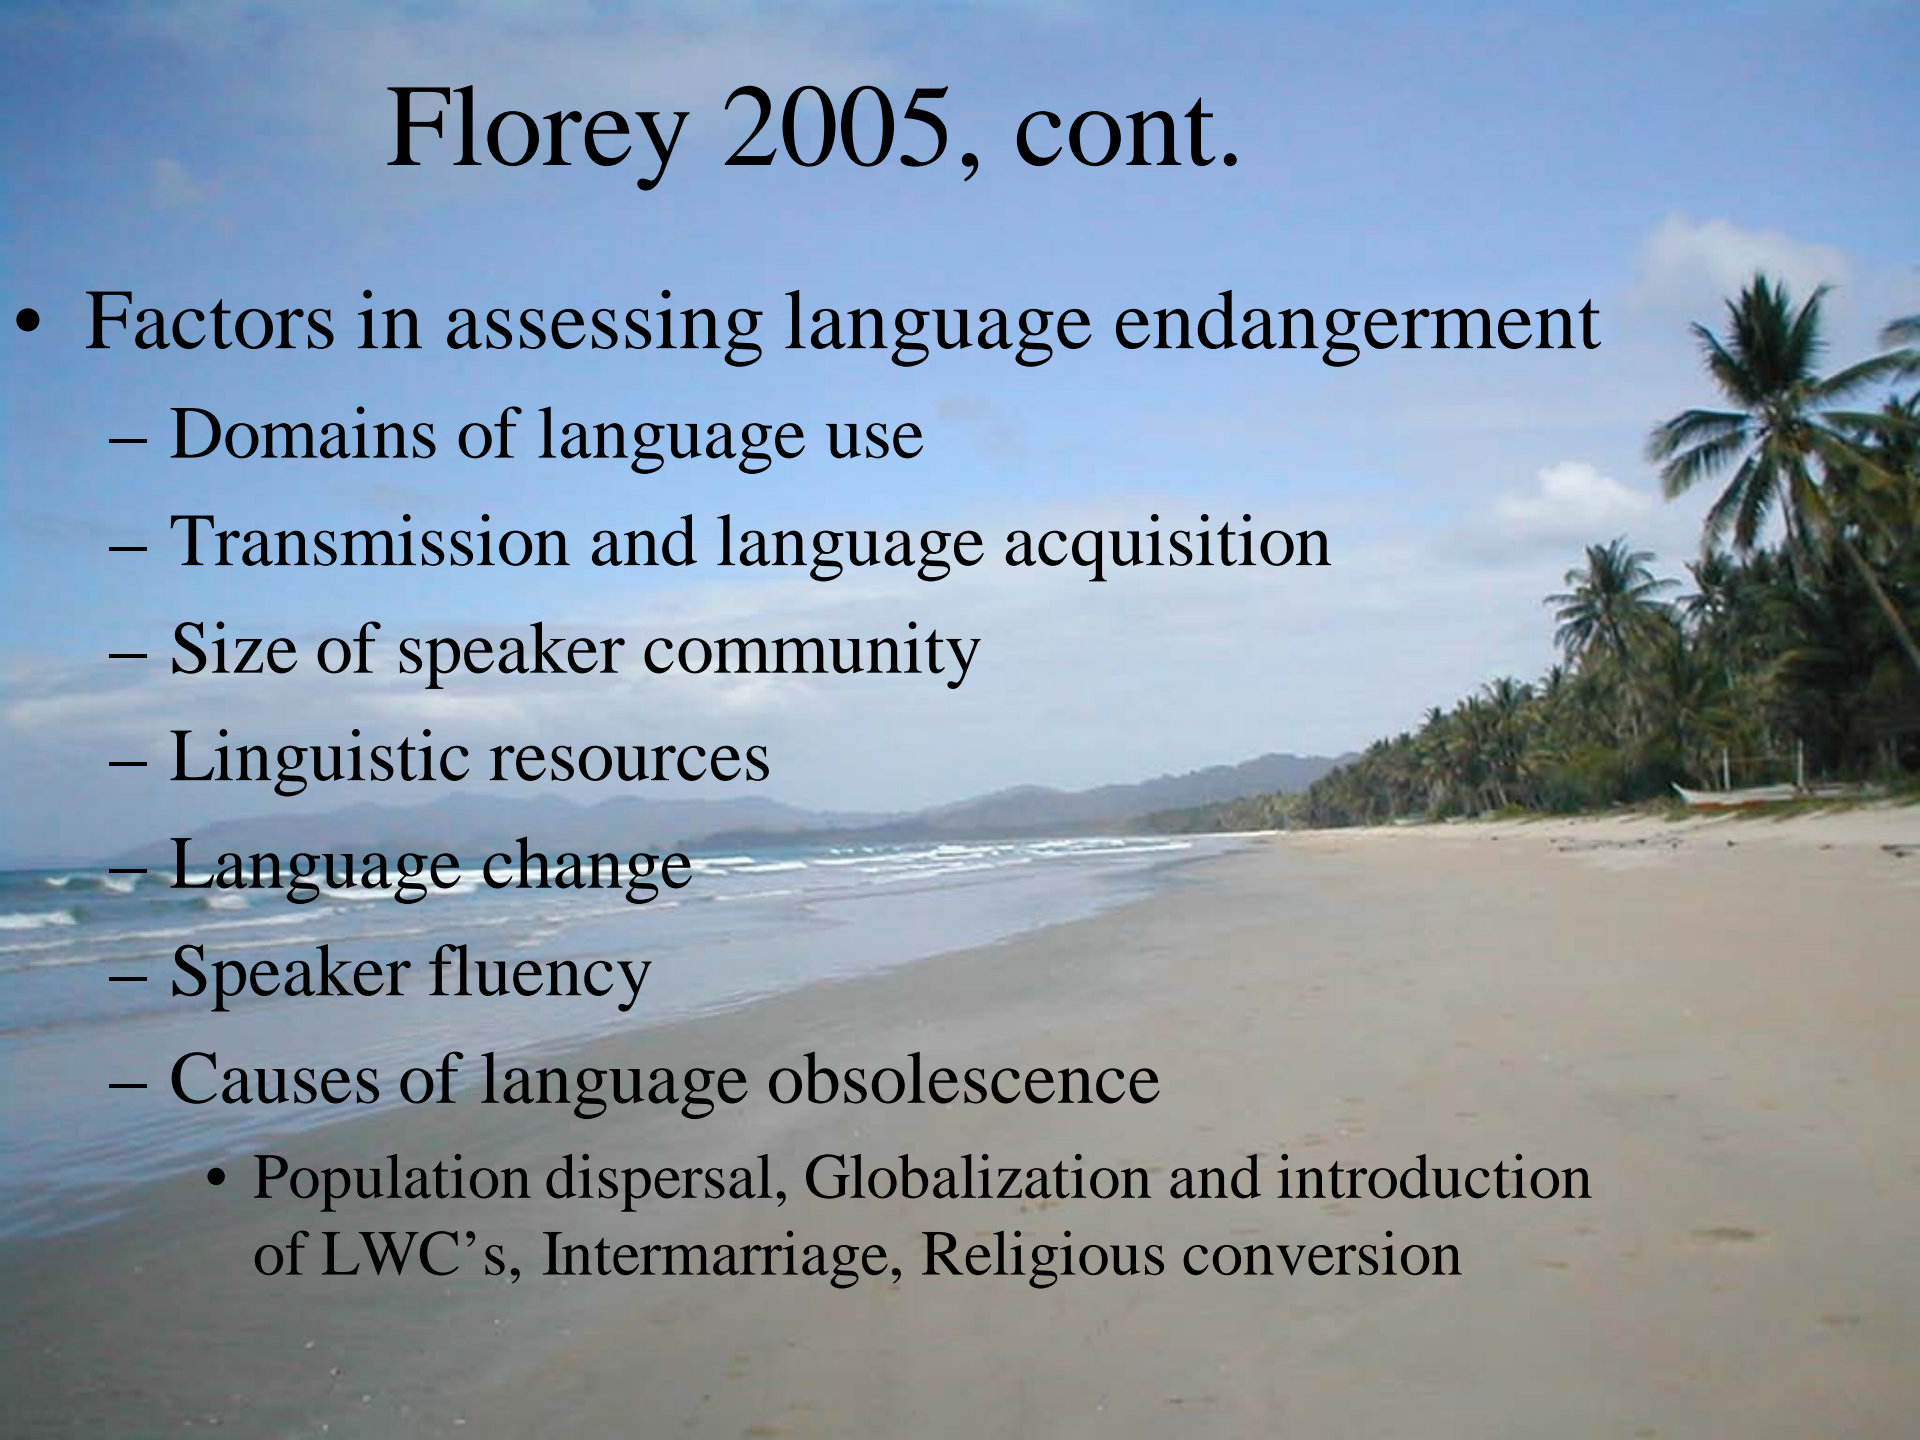 Florey 2005, cont.
• Factors in assessing language endangerment
– Domains of language use
– Transmission and language acquisition
– Size of speaker community
– Linguistic resources
– Language change
– Speaker fluency
– Causes of language obsolescence
• Population dispersal, Globalization and introduction
of LWC’s, Intermarriage, Religious conversion